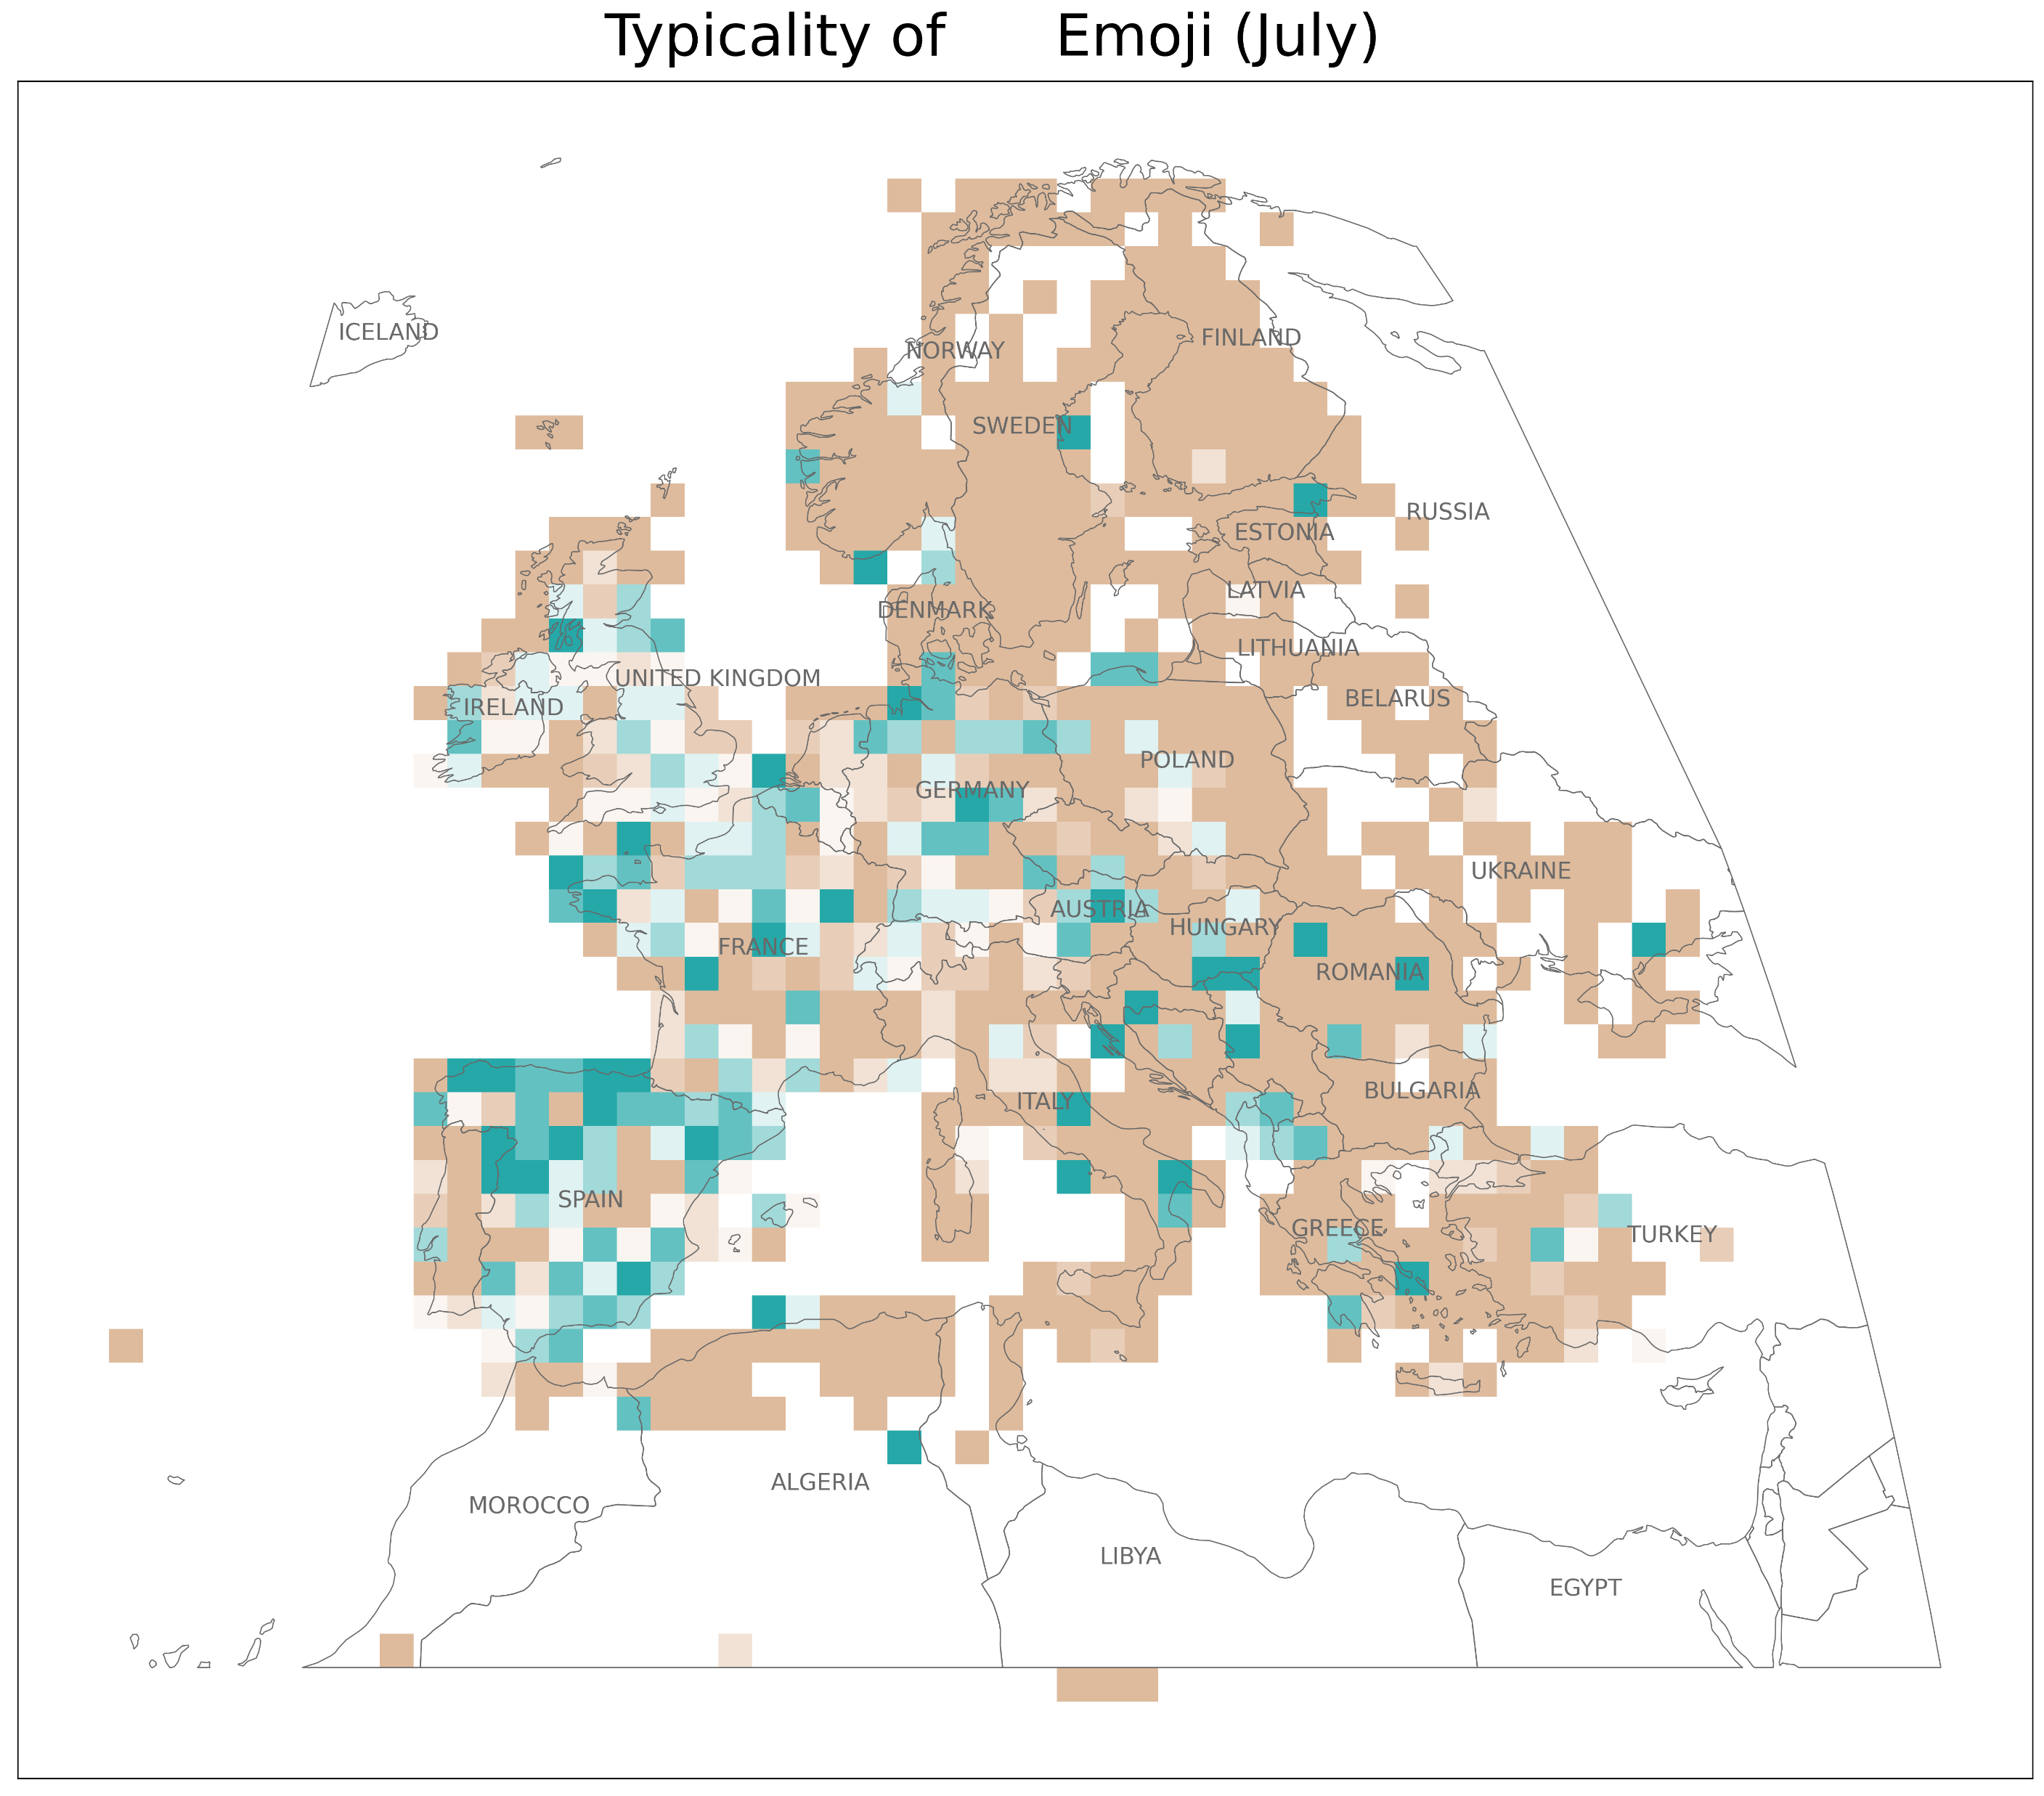 Typicality of Emoji (July)
ICELAND
FINLAND
NORWAY
SWEDEN
RUSSIA
ESTONIA
LATVIA
DENMARK
LITHUANIA
UNITED KINGDOM
BELARUS
IRELAND
POLAND
GERMANY
UKRAINE
AUSTRIA
HUNGARY
FRANCE
ROMANIA
BULGARIA
ITALY
SPAIN
GREECE
TURKEY
ALGERIA
MOROCCO
LIBYA
EGYPT